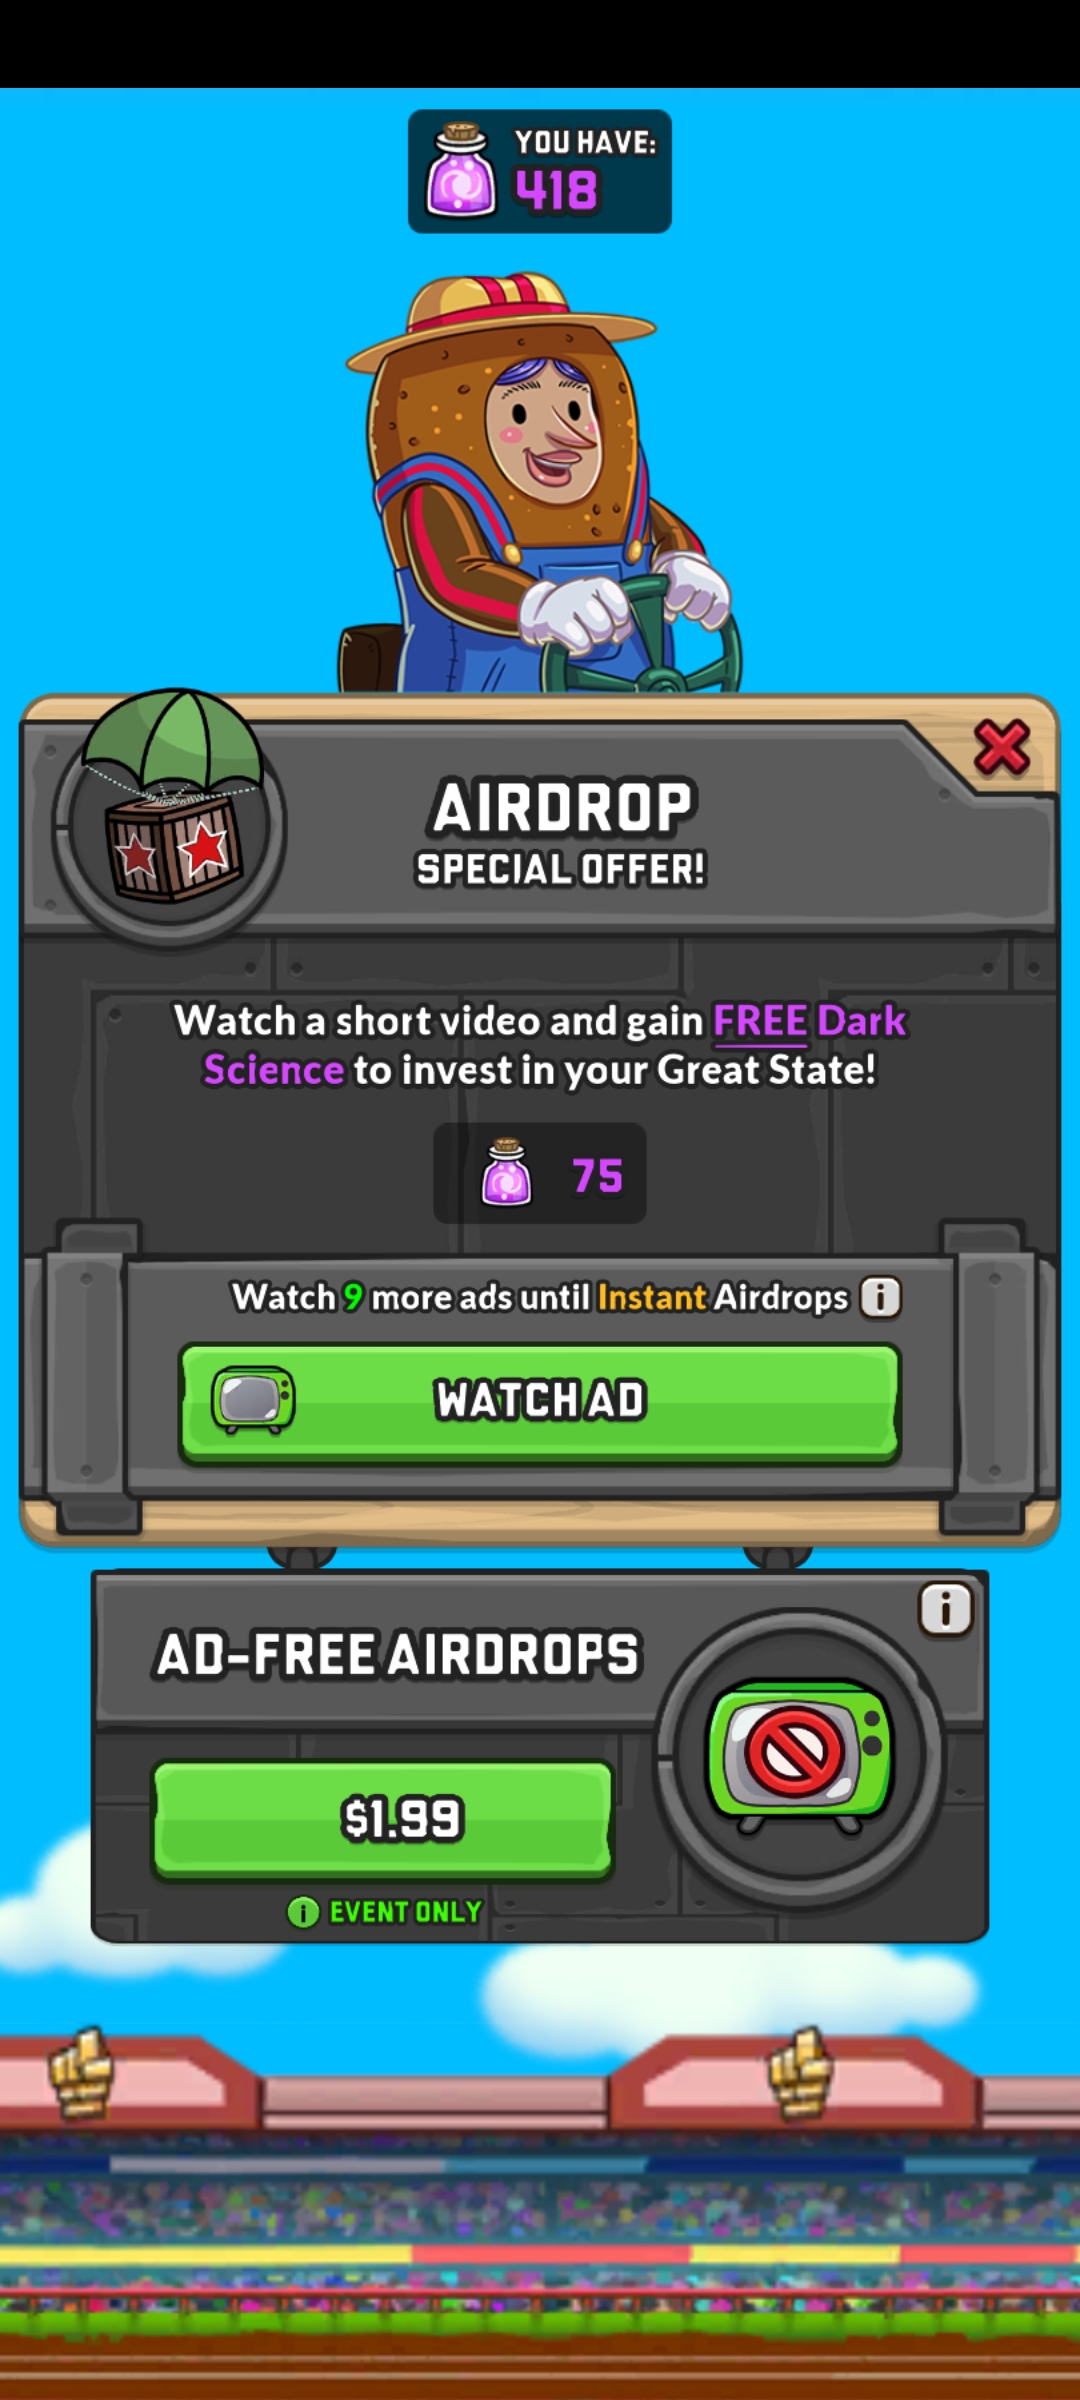 YOU HAVE:
418
AIRDROP
SPECIAL OFFER!
Watch a short video and gain FREE Dark
Science to invest in your Great State!
75
Watch 9 more ads until Instant Airdrops i
WATCH AD
i
AD-FREE AIRDROPS
$1.99
i EVENT ONLY